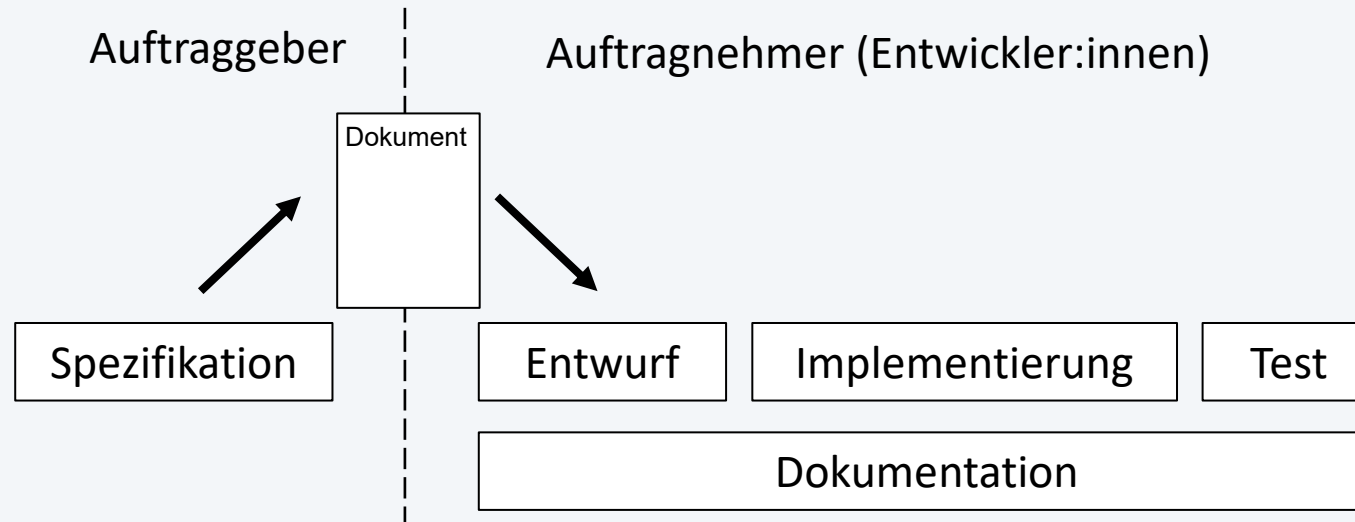 Auftraggeber
Auftragnehmer (Entwickler:innen)
Dokument
Spezifikation
Entwurf
Implementierung
Test
Dokumentation